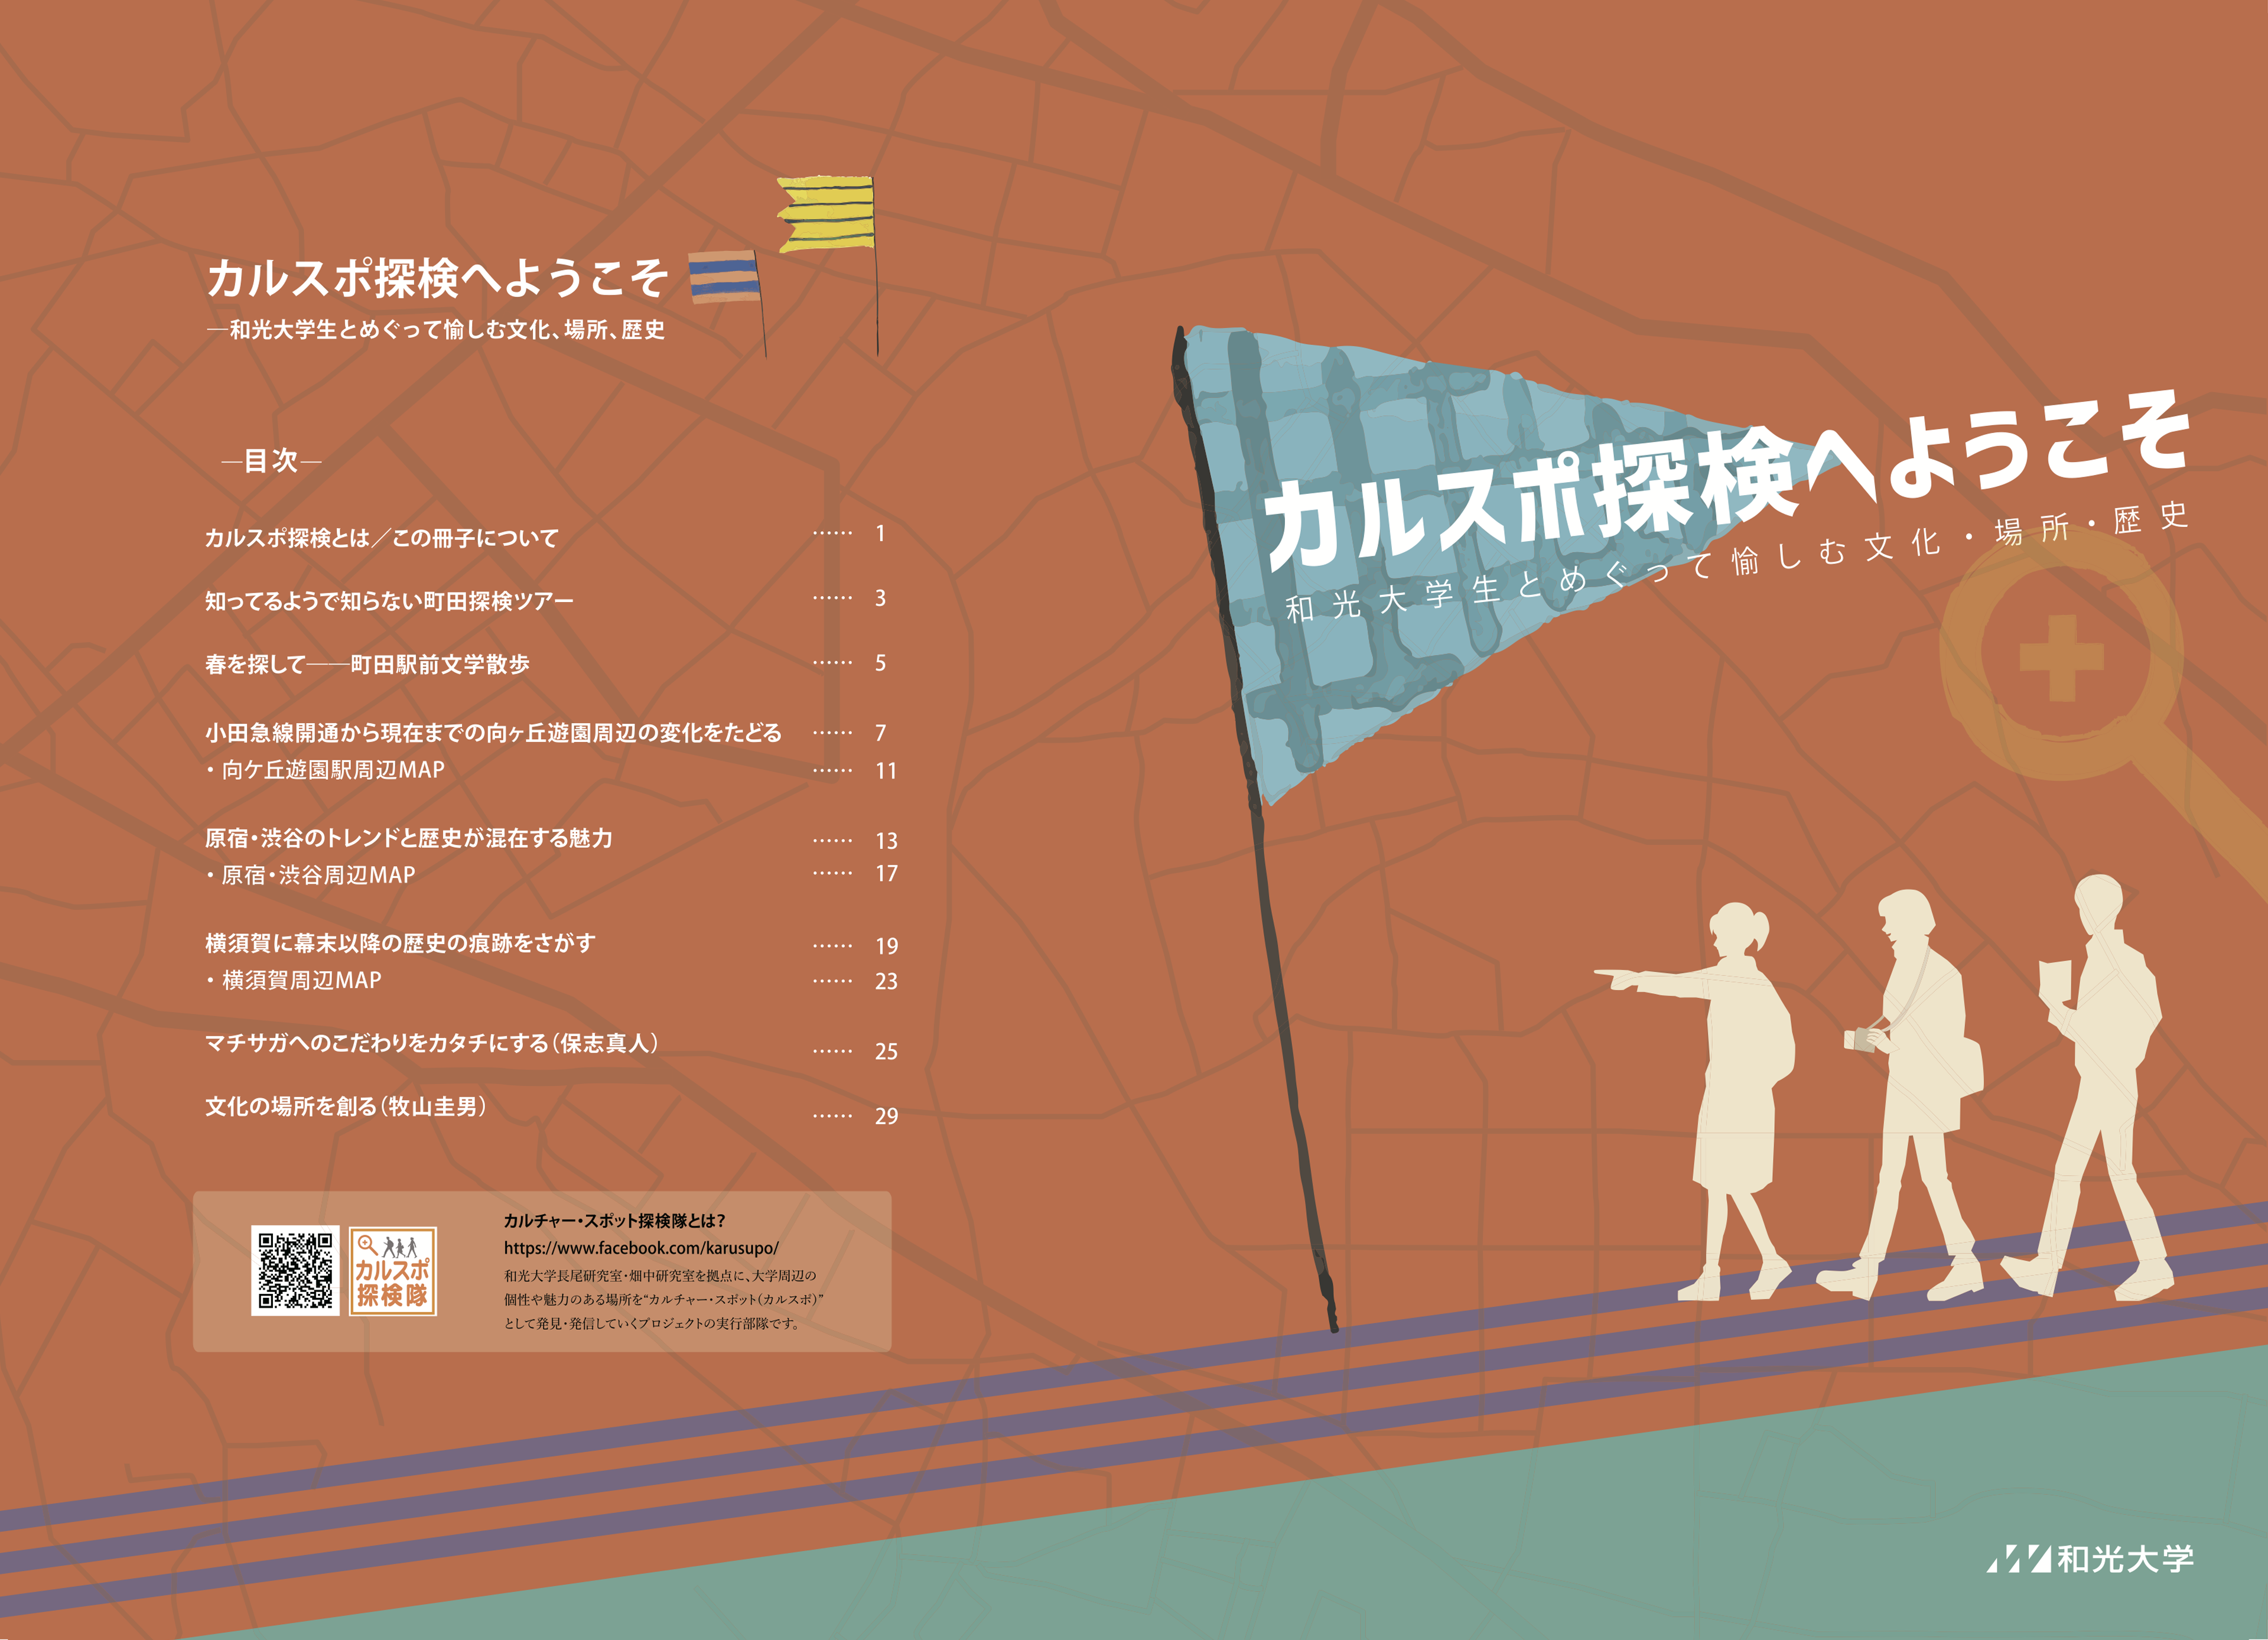 カルスポ探検へようこそ
―和光大学生とめぐって愉しむ文化、場所、歴史
―目次―
カルスポ探検とは／この冊子について …… 1
知ってるようで知らない町田探検ツアー …… 3
春を探して――町田駅前文学散歩 …… 5
小田急線開通から現在までの向ヶ丘遊園周辺の変化をたどる …… 7
・向ケ丘遊園駅周辺MAP …… 11
原宿・渋谷のトレンドと歴史が混在する魅力 …… 13
・原宿・渋谷周辺MAP …… 17
横須賀に幕末以降の歴史の痕跡をさがす …… 19
・横須賀周辺MAP …… 23
マチサガへのこだわりをカタチにする（保志真人） …… 25
文化の場所を創る（牧山圭男） …… 29
カルスポ
探検隊
カルチャー・スポット探検隊とは？
https://www.facebook.com/karusupo/
和光大学長尾研究室・畑中研究室を拠点に、大学周辺の
個性や魅力のある場所を“カルチャー・スポット（カルスポ）”
として発見・発信していくプロジェクトの実行部隊です。
カルスポ探検へようこそ
和光大学生とめぐって愉しむ文化・場所・歴史
和光大学